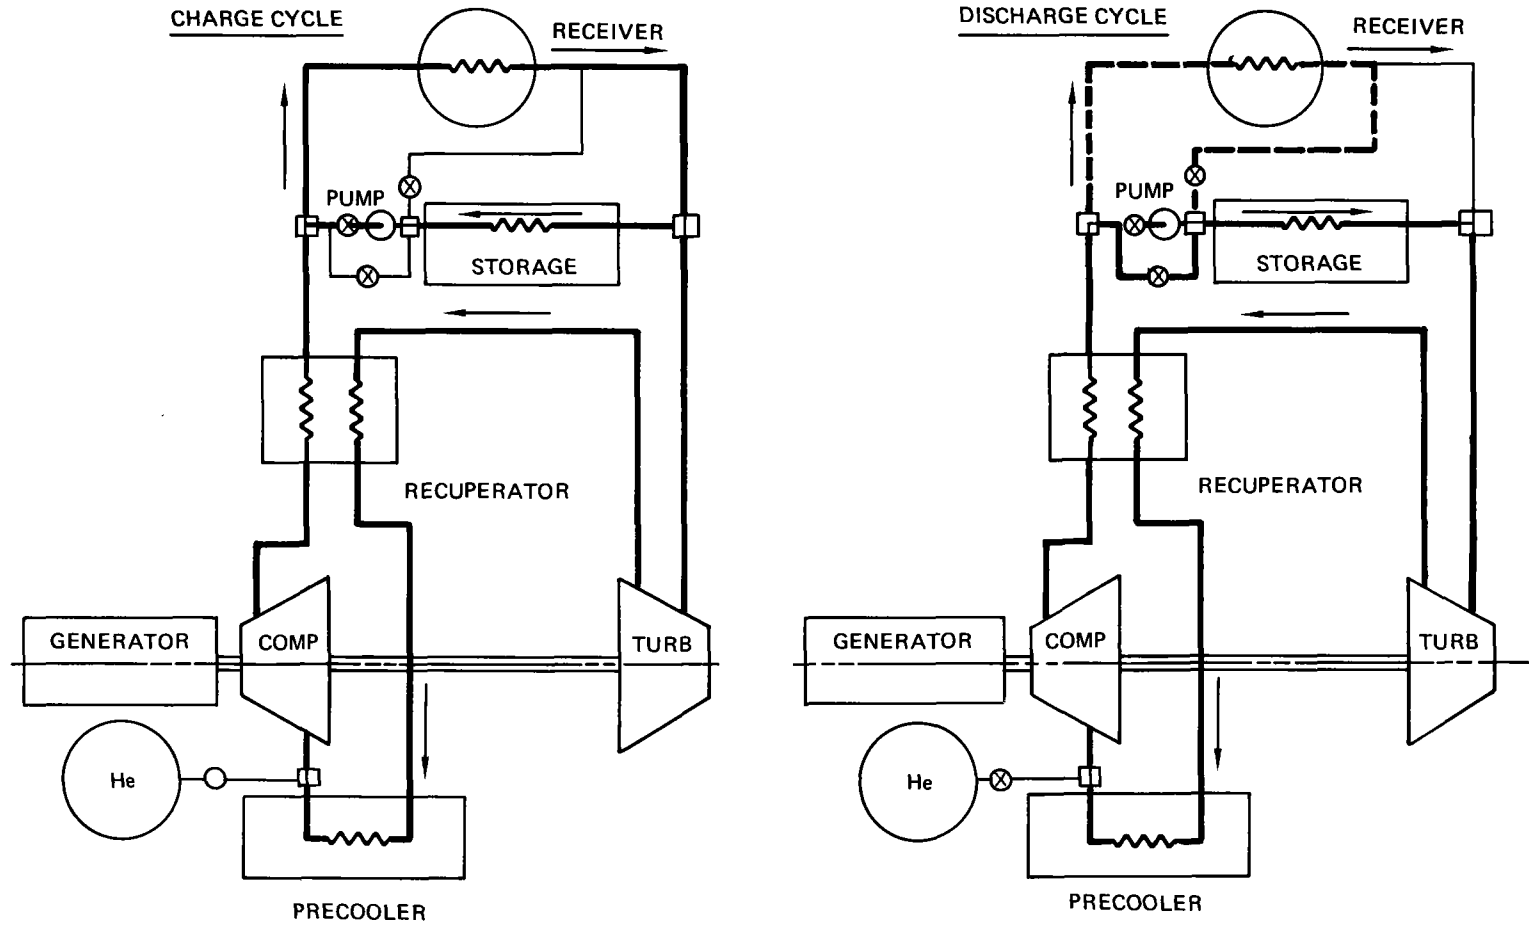 CHARGE CYCLE
RECEIVER
PUMP
STORAGE
RECUPERATOR
GENERATOR
COMP
TURB
He
PRECOOLER
DISCHARGE CYCLE
RECEIVER
PUMP
STORAGE
RECUPERATOR
GENERATOR
COMP
TURB
He
PRECOOLER